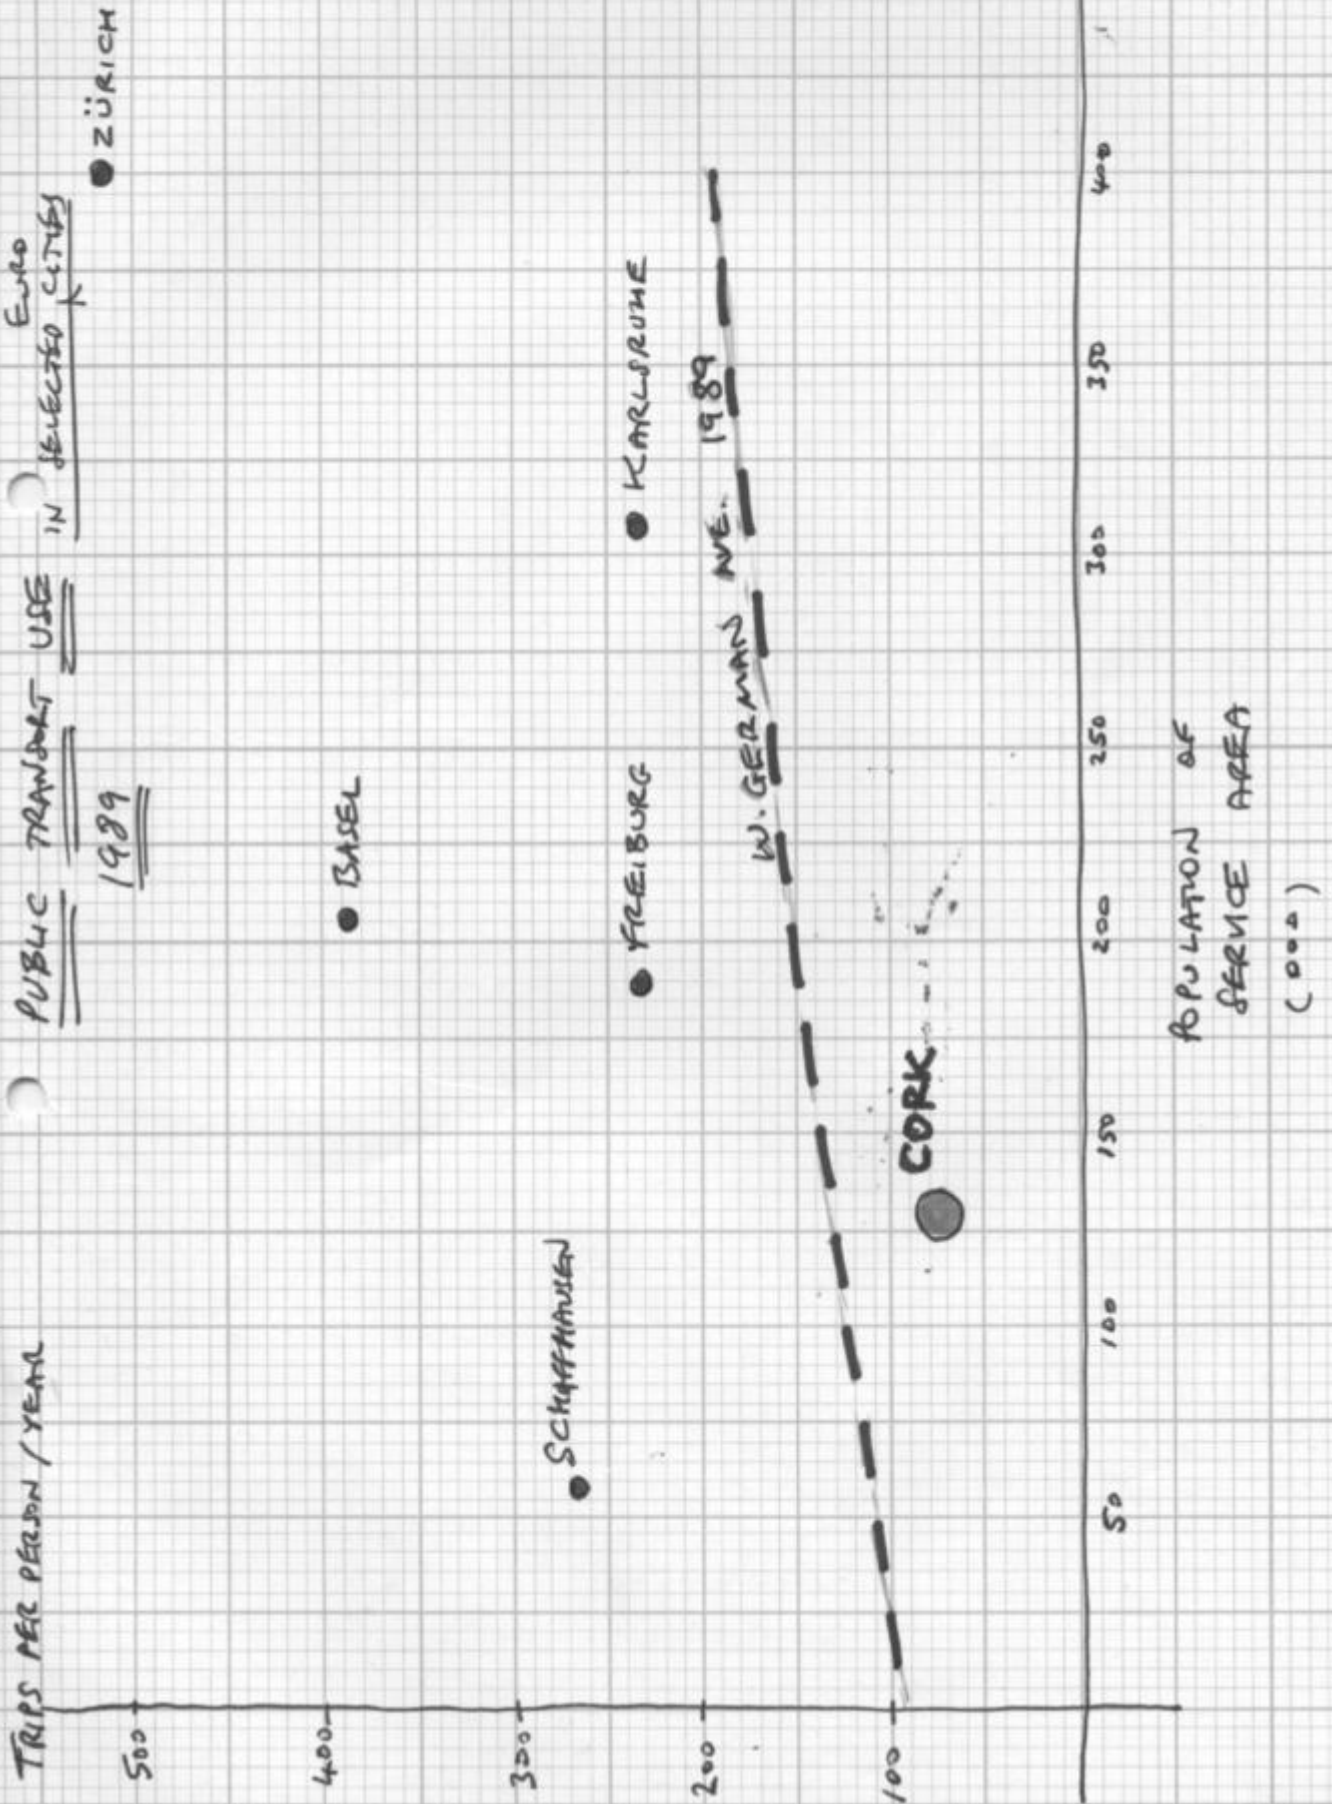 TRIPS PER PERSON/YEAR
PUBLIC TRANSPORT USE IN SELECTED EURO CITIES
1989
500
400
300
200
100
ZÜRICH
BASEL
SCHAFFHAUSEN
FREIBURG
KARLSRUHE
W. GERMAN AVE. 1989
CORK
50
100
150
200
250
300
350
400
POPULATION OF
SERVICE AREA
(000)